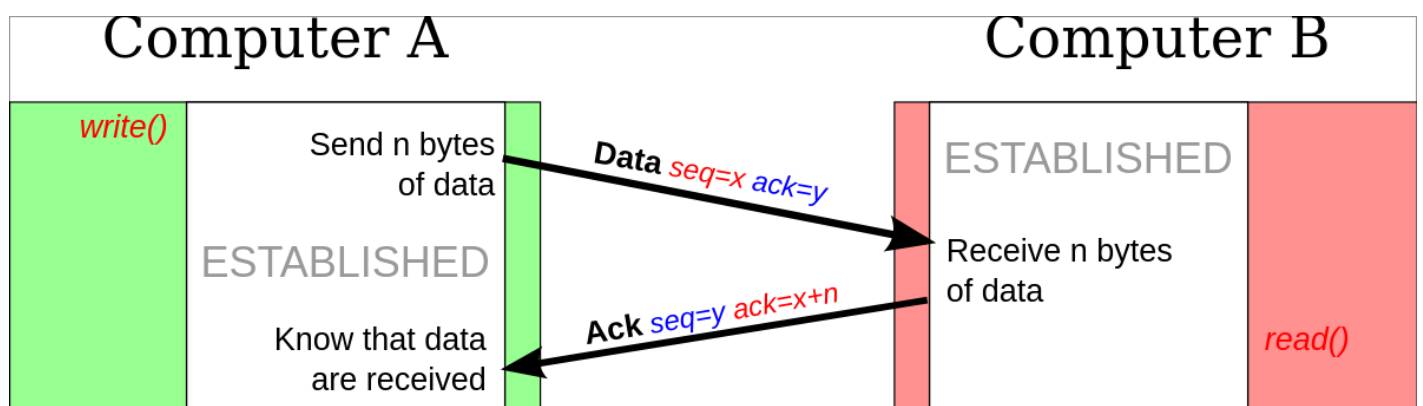 Computer A
Computer B
write()
Send n bytes
of data
ESTABLISHED
Know that data
are received
Data seq=x ack=y
Ack seq=y ack=x+n
ESTABLISHED
Receive n bytes
of data
read()